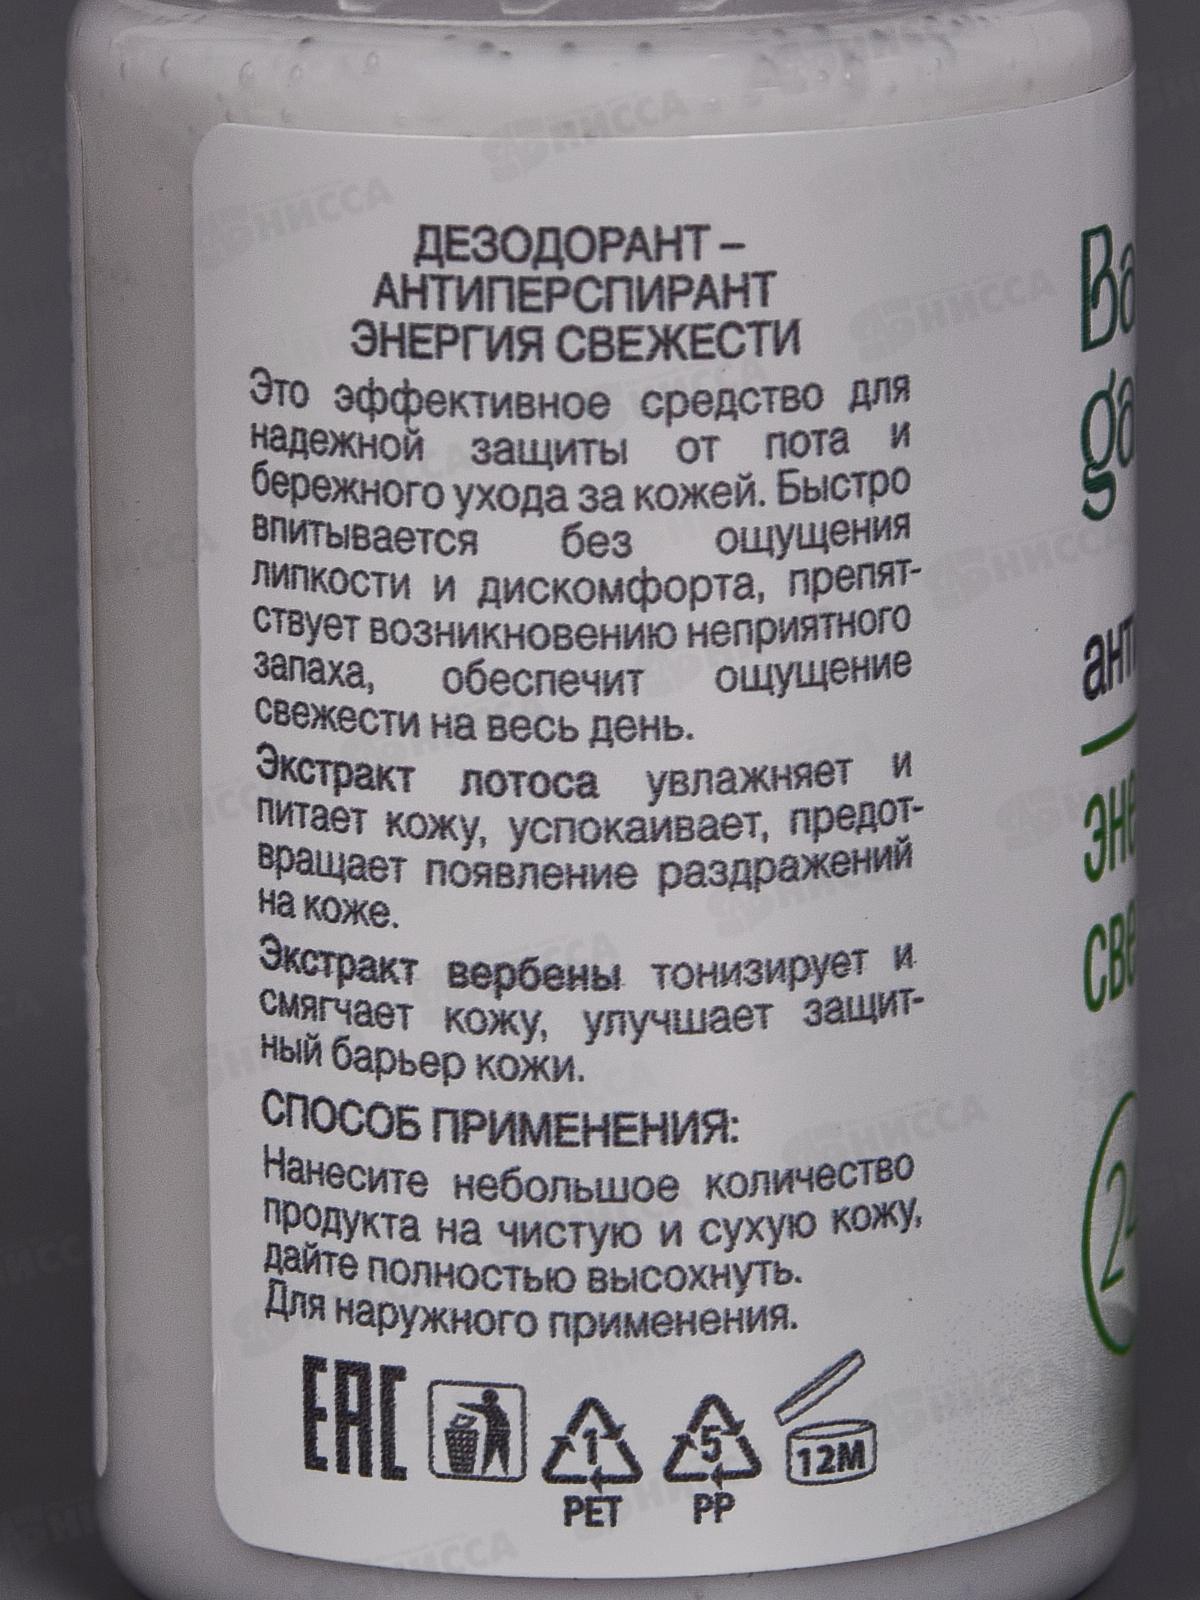 ДЕЗОДОРАНТ –
АНТИПЕРСПИРАНТ
ЭНЕРГИЯ СВЕЖЕСТИ
Это эффективное средство для
надежной защиты от пота и
бережного ухода за кожей. Быстро
впитывается без ощущения
липкости и дискомфорта, препят-
ствует возникновению неприятного
запаха, обеспечит ощущение
свежести на весь день.
Экстракт лотоса увлажняет и
питает кожу, успокаивает, предот-
вращает появление раздражений
на коже.
Экстракт вербены тонизирует и
смягчает кожу, улучшает защит-
ный барьер кожи.
СПОСОБ ПРИМЕНЕНИЯ:
Нанесите небольшое количество
продукта на чистую и сухую кожу,
дайте полностью высохнуть.
Для наружного применения.
EAC
1
5
12M
PET
PP